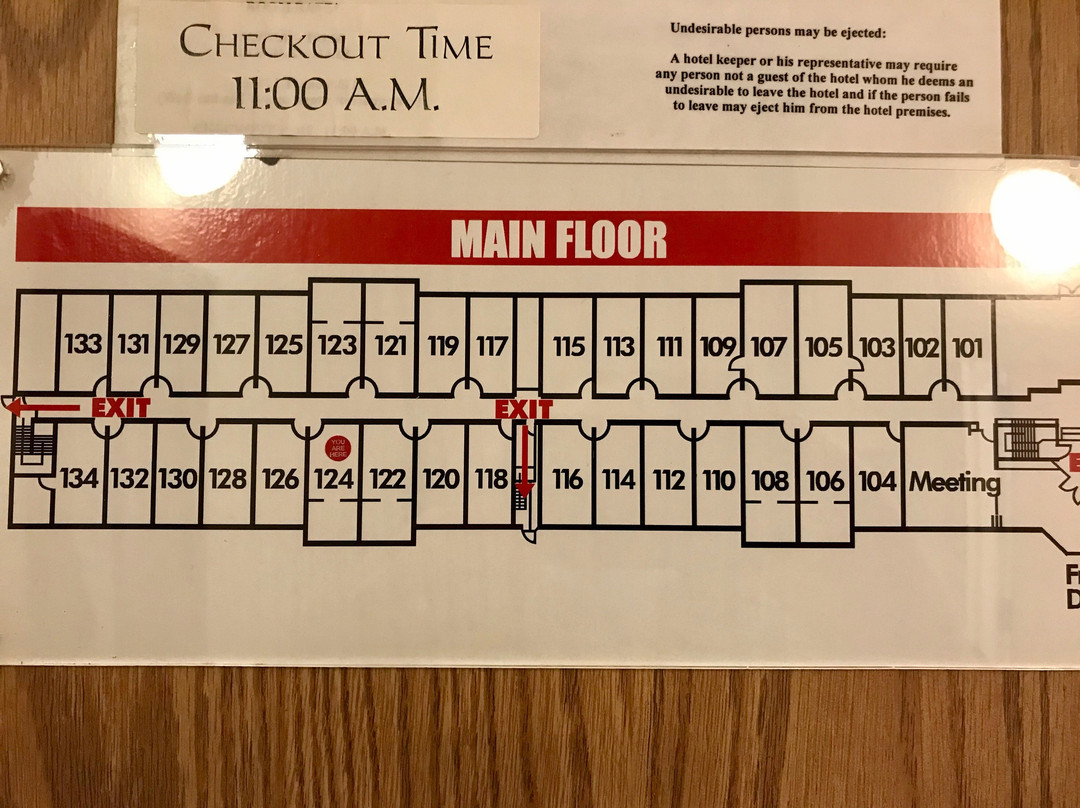 CHECKOUT TIME
11:00 A.M.
Undesirable persons may be ejected:
A hotel keeper or his representative may require
any person not a guest of the hotel whom he deems an
undesirable to leave the hotel and if the person fails
to leave may eject him from the hotel premises.
MAIN FLOOR
133 131 129 127 125 123 121 119 117 115 113 111 109 107 105 103 102 101
EXIT EXIT
YOU
ARE
HERE
134 132 130 128 126 124 122 120 118 116 114 112 110 108 106 104 Meeting